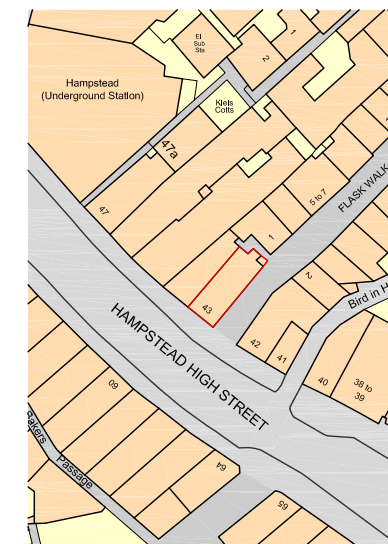 El
Sub
Sta
1
2
Hampstead
(Underground Station)
Kiels
Cotts
47a
47
5 to 7
FLASK WALK
1
2
Bird in H
43
42
41
40
38 to
39
HAMPSTEAD HIGH STREET
60
Bakers
Passage
64
65